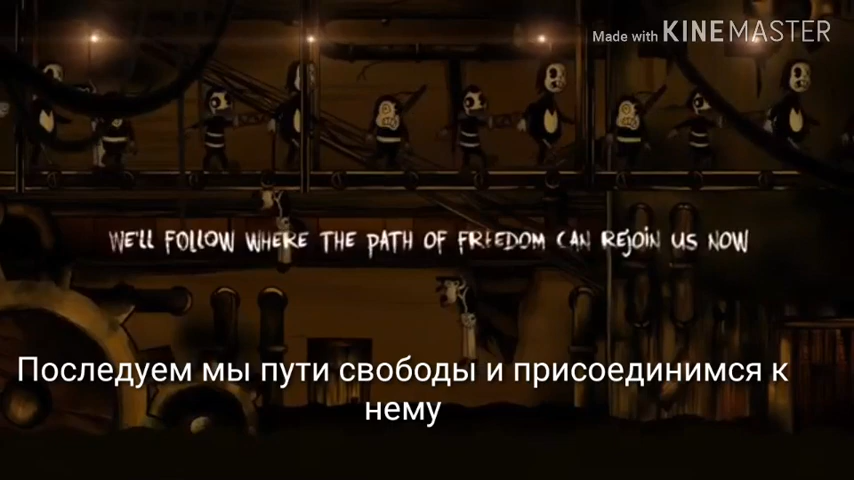 Made with KINEMASTER
WE'LL FOLLOW WHERE THE PATH OF FREEDOM CAN REJOIN US NOW
Последуем мы пути свободы и присоединимся к
нему